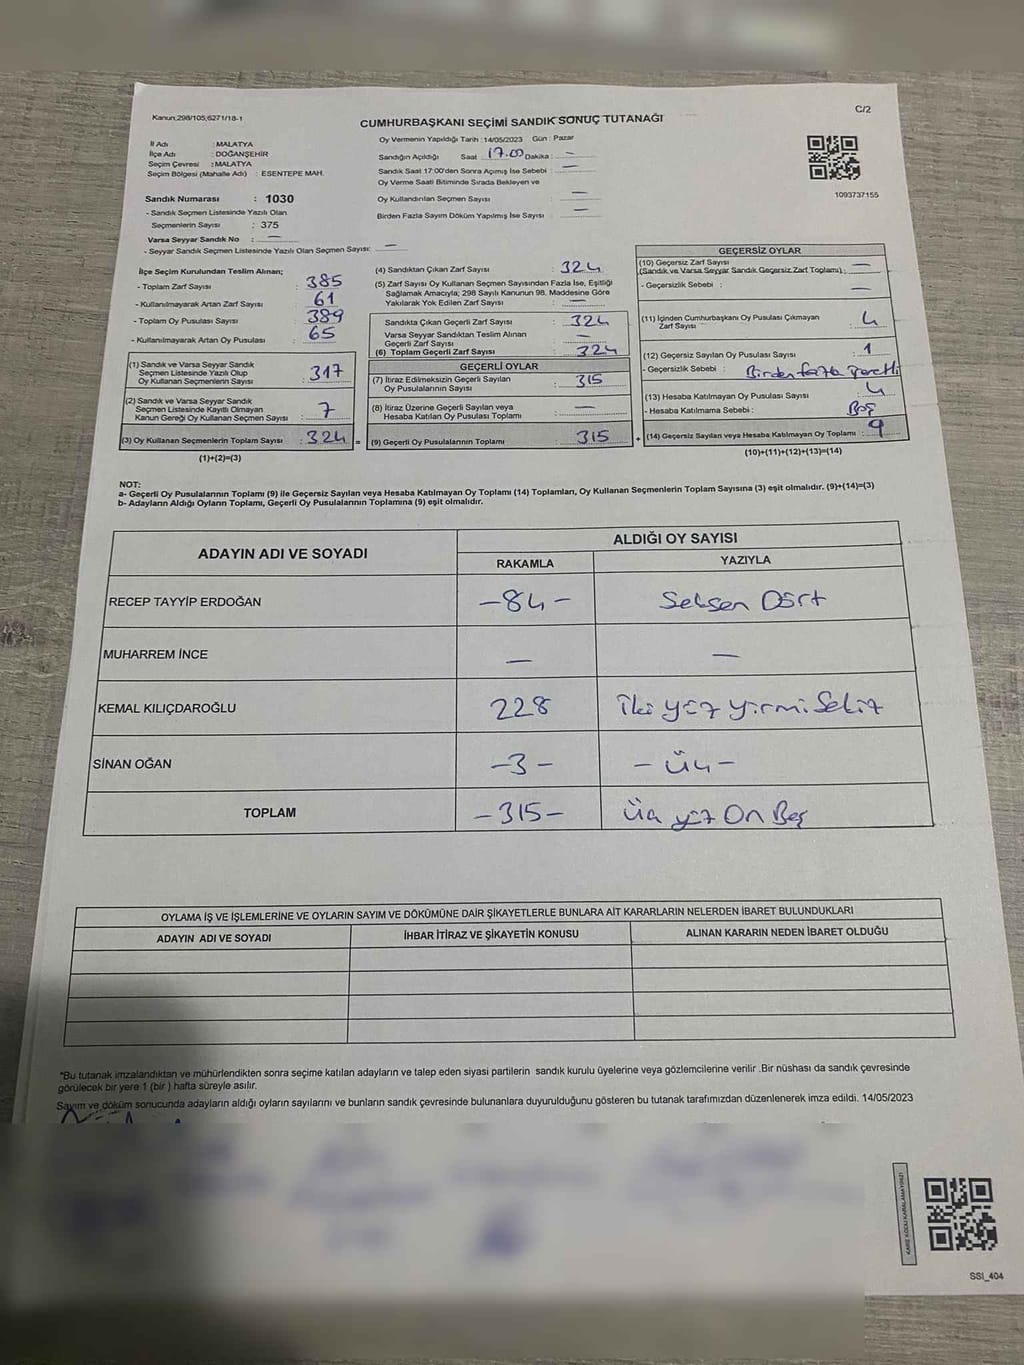 Kanun;298/105;6271/18-1
C/2
CUMHURBAŞKANI SEÇİMİ SANDIK SONUÇ TUTANAĞI
Oy Vermenin Yapıldığı Tarih :14/05/2023 Gün : Pazar
İl Adı : MALATYA
İlçe Adı : DOĞANŞEHİR
Seçim Çevresi : MALATYA
Seçim Bölgesi (Mahalle Adı) : ESENTEPE MAH.
Sandığın Açıldığı Saat 17.00 Dakika : —
Sandık Saat 17:00'den Sonra Açımış İse Sebebi : —
Oy Verme Saati Bitiminde Sırada Bekleyen ve
Oy Kullandırılan Seçmen Sayısı : —
Birden Fazla Sayım Döküm Yapılmış İse Sayısı : —
1093737155
Sandık Numarası : 1030
- Sandık Seçmen Listesinde Yazılı Olan
Seçmenlerin Sayısı : 375
Varsa Seyyar Sandık No : —
- Seyyar Sandık Seçmen Listesinde Yazılı Olan Seçmen Sayısı: —
İlçe Seçim Kurulundan Teslim Alınan;
- Toplam Zarf Sayısı : 385
- Kullanılmayarak Artan Zarf Sayısı : 61
- Toplam Oy Pusulası Sayısı : 389
- Kullanılmayarak Artan Oy Pusulası : 65
(1) Sandık ve Varsa Seyyar Sandık
Seçmen Listesinde Yazılı Olup
Oy Kullanan Seçmenlerin Sayısı : 317
(2) Sandık ve Varsa Seyyar Sandık
Seçmen Listesinde Kayıtlı Olmayan
Kanun Gereği Oy Kullanan Seçmen Sayısı : 7
(3) Oy Kullanan Seçmenlerin Toplam Sayısı : 324 =
(1)+(2)=(3)
(4) Sandıktan Çıkan Zarf Sayısı : 324
(5) Zarf Sayısı Oy Kullanan Seçmen Sayısından Fazla İse, Eşitliği
Sağlamak Amacıyla; 298 Sayılı Kanunun 98. Maddesine Göre
Yakılarak Yok Edilen Zarf Sayısı : —
Sandıkta Çıkan Geçerli Zarf Sayısı : 324
Varsa Seyyar Sandıktan Teslim Alınan
Geçerli Zarf Sayısı : —
(6) Toplam Geçerli Zarf Sayısı : 324
GEÇERLİ OYLAR
(7) İtiraz Edilmeksizin Geçerli Sayılan
Oy Pusulalarının Sayısı : 315
(8) İtiraz Üzerine Geçerli Sayılan veya
Hesaba Katılan Oy Pusulası Toplamı : —
(9) Geçerli Oy Pusulalarının Toplamı : 315 +
GEÇERSİZ OYLAR
(10) Geçersiz Zarf Sayısı
(Sandık ve Varsa Seyyar Sandık Geçersiz Zarf Toplamı) : —
- Geçersizlik Sebebi : —
(11) İçinden Cumhurbaşkanı Oy Pusulası Çıkmayan
Zarf Sayısı : 4
(12) Geçersiz Sayılan Oy Pusulası Sayısı : 1
- Geçersizlik Sebebi : Birden fazla işaretli
(13) Hesaba Katılmayan Oy Pusulası Sayısı : 4
- Hesaba Katılmama Sebebi : Boş
(14) Geçersiz Sayılan veya Hesaba Katılmayan Oy Toplamı : 9
(10)+(11)+(12)+(13)=(14)
NOT:
a- Geçerli Oy Pusulalarının Toplamı (9) ile Geçersiz Sayılan veya Hesaba Katılmayan Oy Toplamı (14) Toplamları, Oy Kullanan Seçmenlerin Toplam Sayısına (3) eşit olmalıdır. (9)+(14)=(3)
b- Adayların Aldığı Oyların Toplamı, Geçerli Oy Pusulalarının Toplamına (9) eşit olmalıdır.
ADAYIN ADI VE SOYADI
ALDIĞI OY SAYISI
RAKAMLA YAZIYLA
RECEP TAYYİP ERDOĞAN -84- Seksen Dört
MUHARREM İNCE — —
KEMAL KILIÇDAROĞLU 228 İki yüz yirmi Sekiz
SİNAN OĞAN -3- - Üç -
TOPLAM -315- Üç yüz On Beş
OYLAMA İŞ VE İŞLEMLERİNE VE OYLARIN SAYIM VE DÖKÜMÜNE DAİR ŞİKAYETLERLE BUNLARA AİT KARARLARIN NELERDEN İBARET BULUNDUKLARI
ADAYIN ADI VE SOYADI İHBAR İTİRAZ VE ŞİKAYETİN KONUSU ALINAN KARARIN NEDEN İBARET OLDUĞU
*Bu tutanak imzalandıktan ve mühürlendikten sonra seçime katılan adayların ve talep eden siyasi partilerin sandık kurulu üyelerine veya gözlemcilerine verilir .Bir nüshası da sandık çevresinde
görülecek bir yere 1 (bir ) hafta süreyle asılır.
Sayım ve döküm sonucunda adayların aldığı oyların sayılarını ve bunların sandık çevresinde bulunanlara duyurulduğunu gösteren bu tutanak tarafımızdan düzenlenerek imza edildi. 14/05/2023
KARE KODU KARALAMAYINIZ!
SSI_404